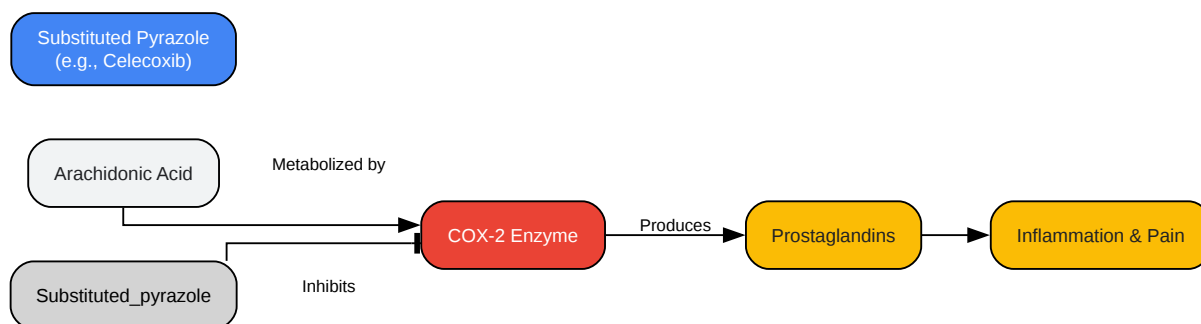 Substituted Pyrazole
(e.g., Celecoxib)
Arachidonic Acid
Metabolized by
COX-2 Enzyme
Produces
Prostaglandins
Inflammation & Pain
Substituted_pyrazole
Inhibits